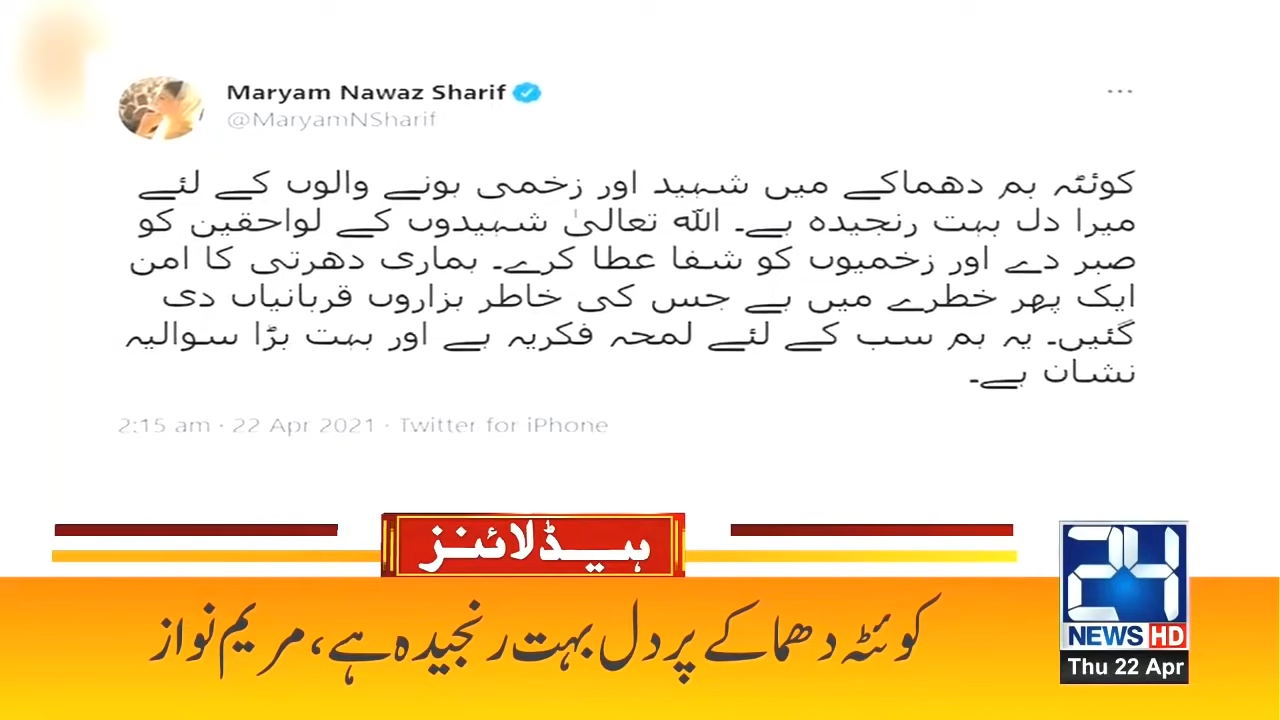 Maryam Nawaz Sharif
@MaryamNSharif
کوئٹہ بم دھماکے میں شہید اور زخمی ہونے والوں کے لئے
میرا دل بہت رنجیدہ ہے۔ اللہ تعالیٰ شہیدوں کے لواحقین کو
صبر دے اور زخمیوں کو شفا عطا کرے۔ ہماری دھرتی کا امن
ایک پھر خطرے میں ہے جس کی خاطر ہزاروں قربانیاں دی
گئیں۔ یہ ہم سب کے لئے لمحہ فکریہ ہے اور بہت بڑا سوالیہ
نشان ہے۔
2:15 am · 22 Apr 2021 · Twitter for iPhone
ہیڈلائنز
کوئٹہ دھماکے پر دل بہت رنجیدہ ہے، مریم نواز
24
NEWS HD
Thu 22 Apr